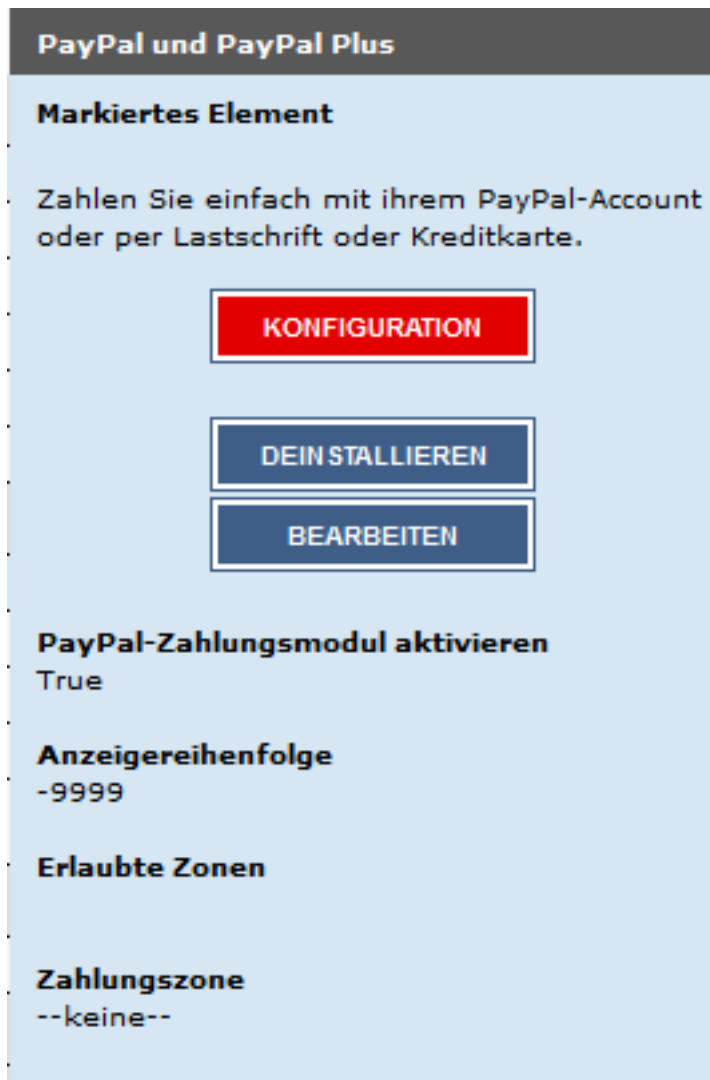 PayPal und PayPal Plus
Markiertes Element
Zahlen Sie einfach mit ihrem PayPal-Account
oder per Lastschrift oder Kreditkarte.
KONFIGURATION
DEINSTALLIEREN
BEARBEITEN
PayPal-Zahlungsmodul aktivieren
True
Anzeigereihenfolge
-9999
Erlaubte Zonen
Zahlungszone
--keine--